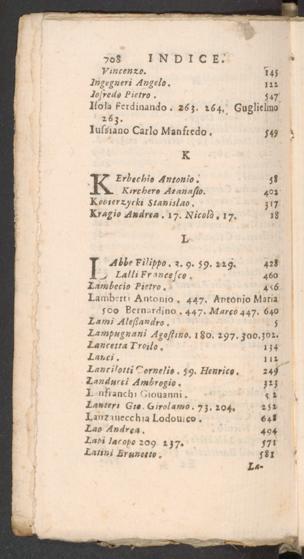 708 INDICE.
Vincenzo. 145
Ingegneri Angelo. 122
Iofredo Pietro. 547
Isola Ferdinando. 263. 264. Guglielmo
263.
Iussiano Carlo Manfredo. 549
K
KErbechio Antonio. 58
Kirchero Atanasio. 402
Kobierzycki Stanislao. 317
Kragio Andrea. 17. Nicolò. 17. 18
L
LAbbe Filippo. 2. 9. 59. 229. 428
Lalli Francesco. 460
Lambecio Pietro. 456
Lamberti Antonio. 447. Antonio Maria
500 Bernardino. 447. Marco 447. 640
Lami Alessandro. 5
Lampugnani Agostino. 180. 297. 300. 302.
Lancetta Troilo. 134
Lanci. 112
Lancilotti Cornelio. 59. Henrico. 249
Landucci Ambrogio. 323
Lanfranchi Giouanni. 52
Lanteri Gio. Girolamo. 73. 204. 252
Lanzauecchia Lodouico. 648
Lao Andrea. 494
Lapi Iacopo 209. 237. 571
Latini Brunetto. 581
La-